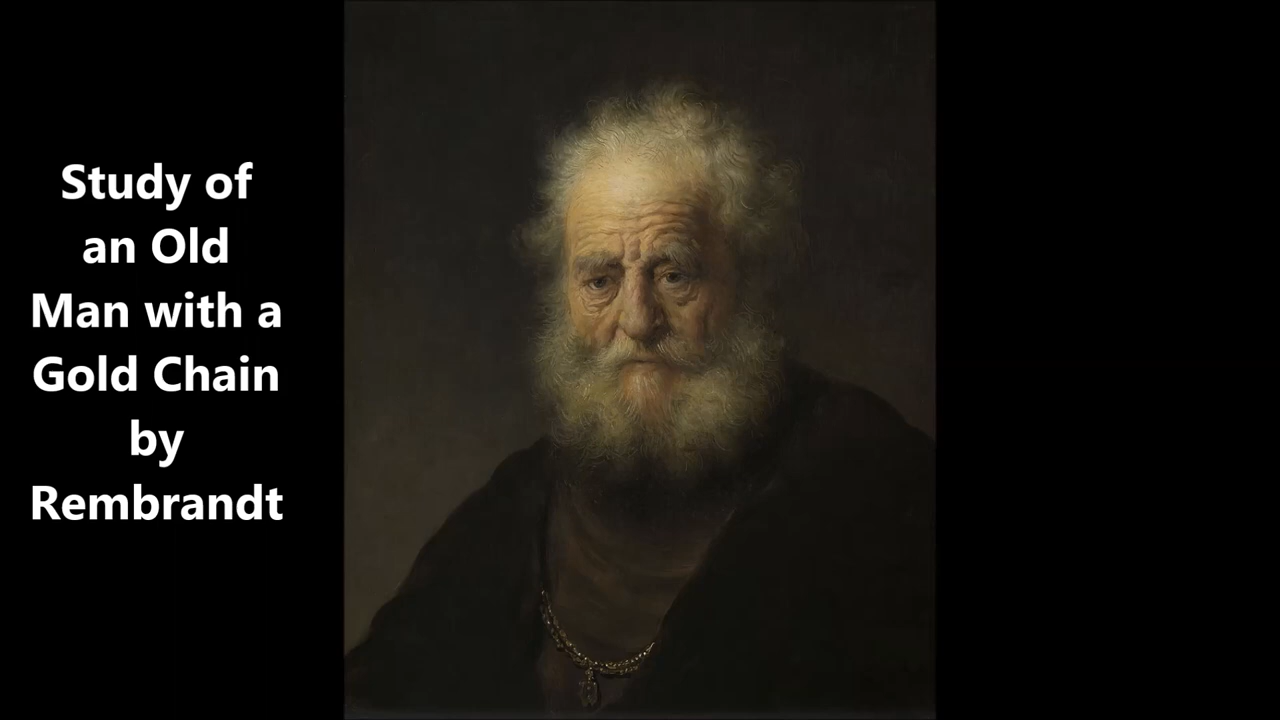 Study of
an Old
Man with a
Gold Chain
by
Rembrandt